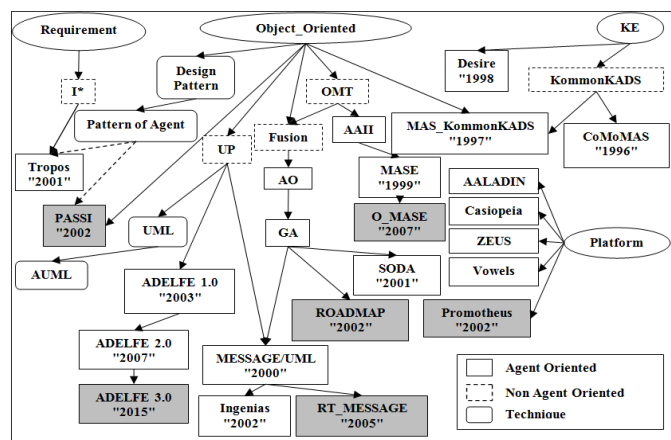 Requirement
Object_Oriented
KE
Design
Pattern
Desire
"1998
I*
OMT
KommonKADS
Pattern of Agent
Fusion
AAII
MAS_KommonKADS
"1997"
UP
CoMoMAS
"1996"
Tropos
"2001"
AO
MASE
"1999"
AALADIN
PASSI
"2002
UML
GA
O_MASE
"2007"
Casiopeia
ZEUS
Platform
AUML
ADELFE 1.0
"2003"
SODA
"2001"
Vowels
ROADMAP
"2002"
Promotheus
"2002"
ADELFE 2.0
"2007"
MESSAGE/UML
"2000"
Agent Oriented
Non Agent Oriented
Technique
ADELFE 3.0
"2015"
Ingenias
"2002"
RT_MESSAGE
"2005"